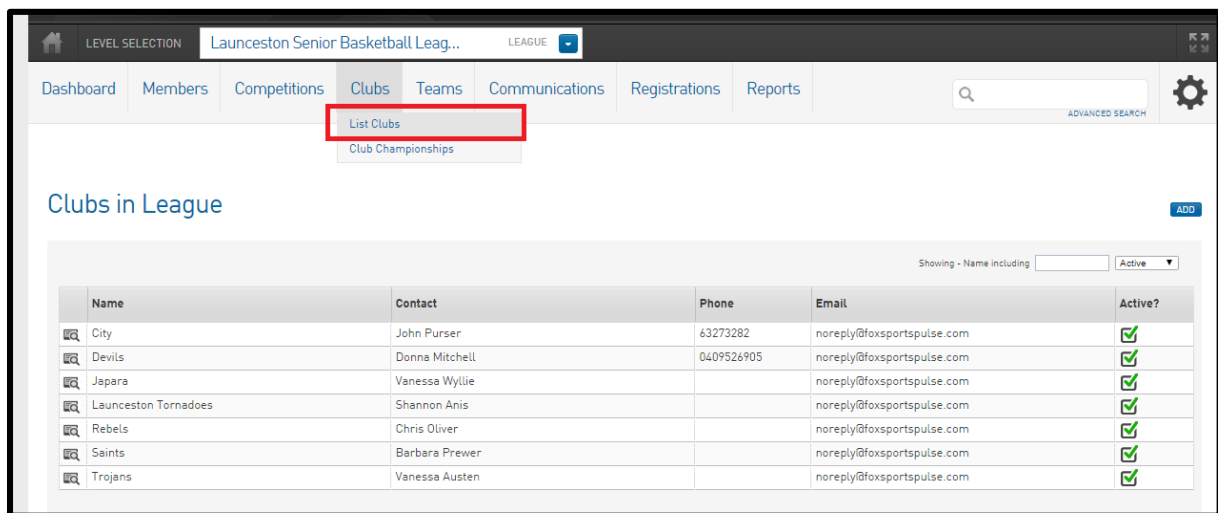 LEVEL SELECTION Launceston Senior Basketball Leag... LEAGUE
Dashboard Members Competitions Clubs Teams Communications Registrations Reports
ADVANCED SEARCH
List Clubs
Club Championships
Clubs in League
ADD
Showing - Name including Active
Name Contact Phone Email Active?
City John Purser 63273282 noreply@foxsportspulse.com
Devils Donna Mitchell 0409526905 noreply@foxsportspulse.com
Japara Vanessa Wyllie noreply@foxsportspulse.com
Launceston Tornadoes Shannon Anis noreply@foxsportspulse.com
Rebels Chris Oliver noreply@foxsportspulse.com
Saints Barbara Prewer noreply@foxsportspulse.com
Trojans Vanessa Austen noreply@foxsportspulse.com